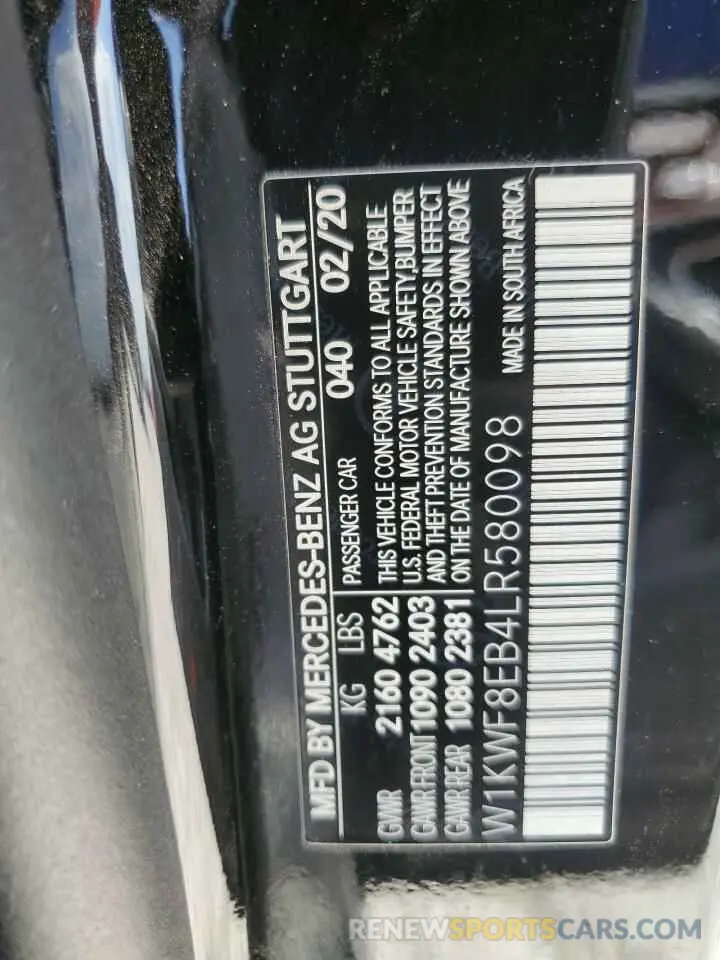 MFD BY MERCEDES-BENZ AG STUTTGART
KG LBS PASSENGER CAR 040 02/20
GVWR 2160 4762 THIS VEHICLE CONFORMS TO ALL APPLICABLE
GAWR FRONT 1090 2403 U.S. FEDERAL MOTOR VEHICLE SAFETY,BUMPER
GAWR REAR 1080 2381 AND THEFT PREVENTION STANDARDS IN EFFECT
ON THE DATE OF MANUFACTURE SHOWN ABOVE
W1KWF8EB4LR580098 MADE IN SOUTH AFRICA
RENEWSPORTSCARS.COM